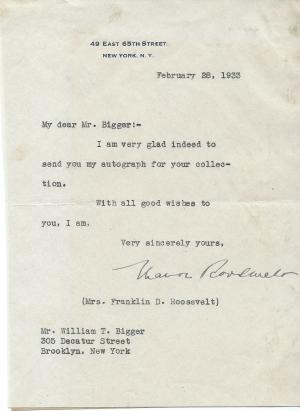 49 EAST 65TH STREET
NEW YORK. N. Y.
February 28, 1933
My dear Mr. Bigger:-
I am very glad indeed to
send you my autograph for your collec-
tion.
With all good wishes to
you, I am.
Very sincerely yours,
Eleanor Roosevelt
(Mrs. Franklin D. Roosevelt)
Mr. William T. Bigger
305 Decatur Street
Brooklyn, New York